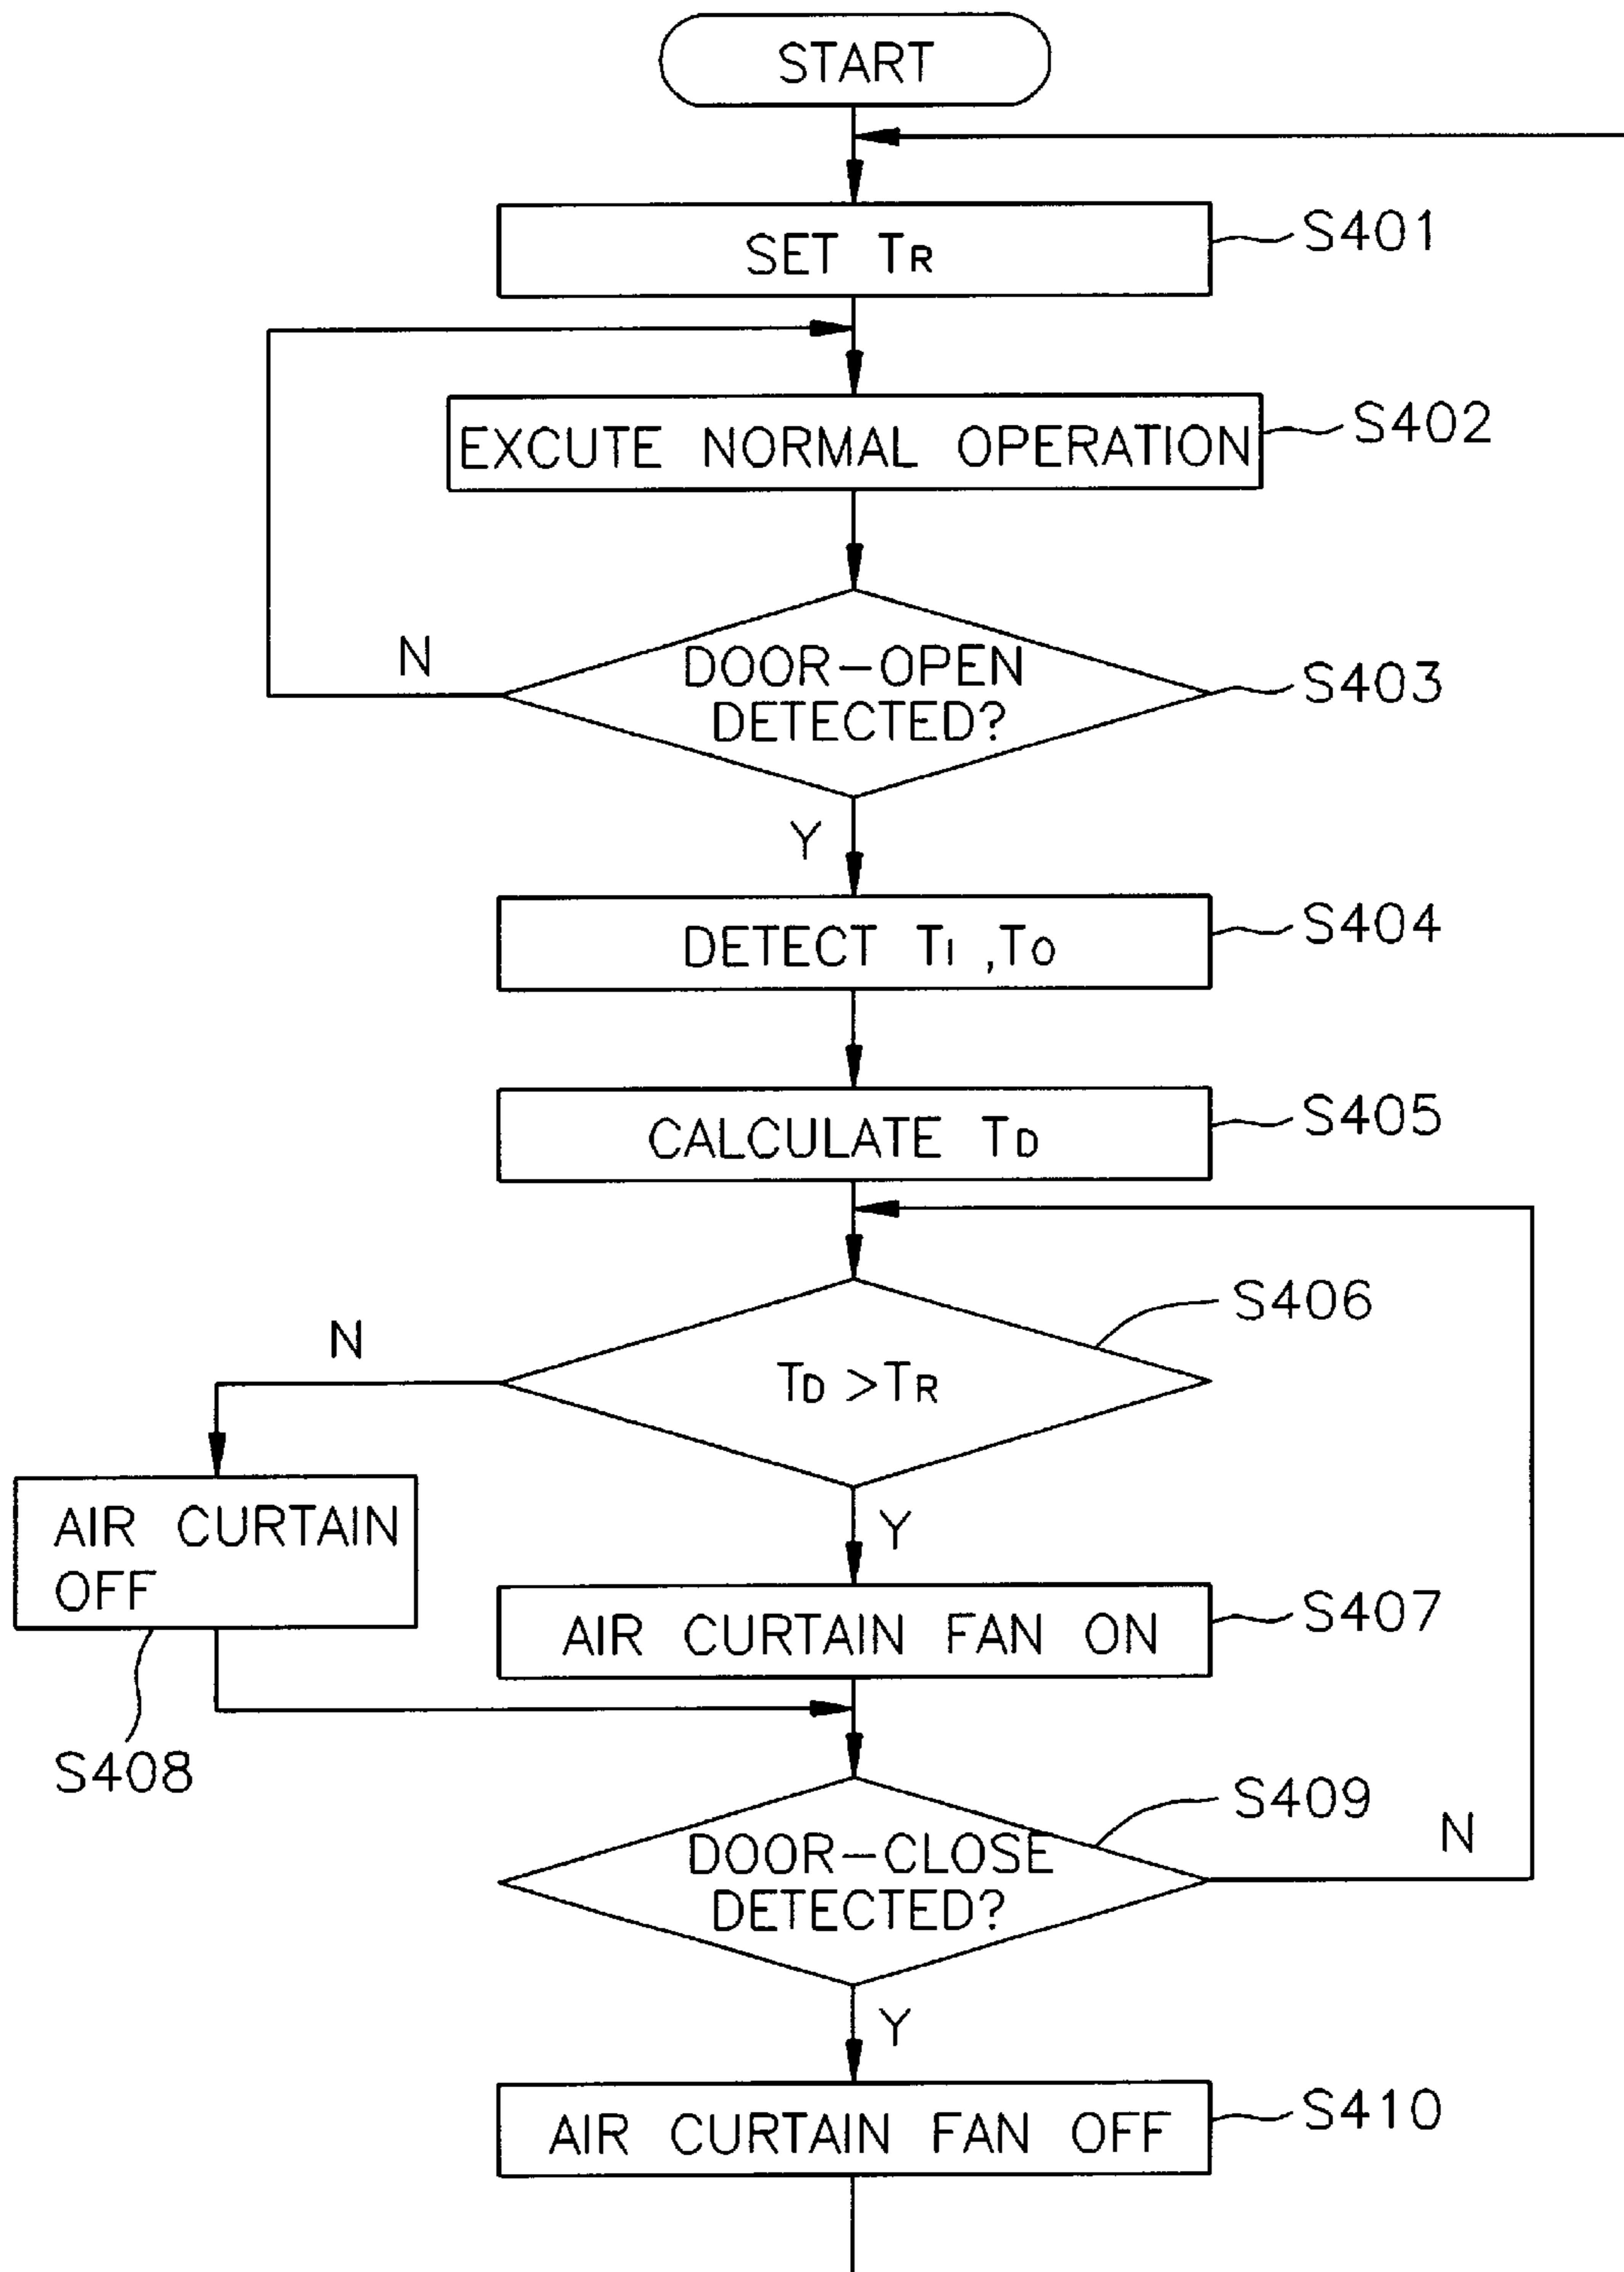 START
SET TR
S401
EXCUTE NORMAL OPERATION
S402
DOOR-OPEN
DETECTED?
S403
N
Y
DETECT TI ,TO
S404
CALCULATE TD
S405
S406
N
TD >TR
Y
AIR CURTAIN
OFF
S408
AIR CURTAIN FAN ON
S407
S409
DOOR-CLOSE
DETECTED?
N
Y
AIR CURTAIN FAN OFF
S410